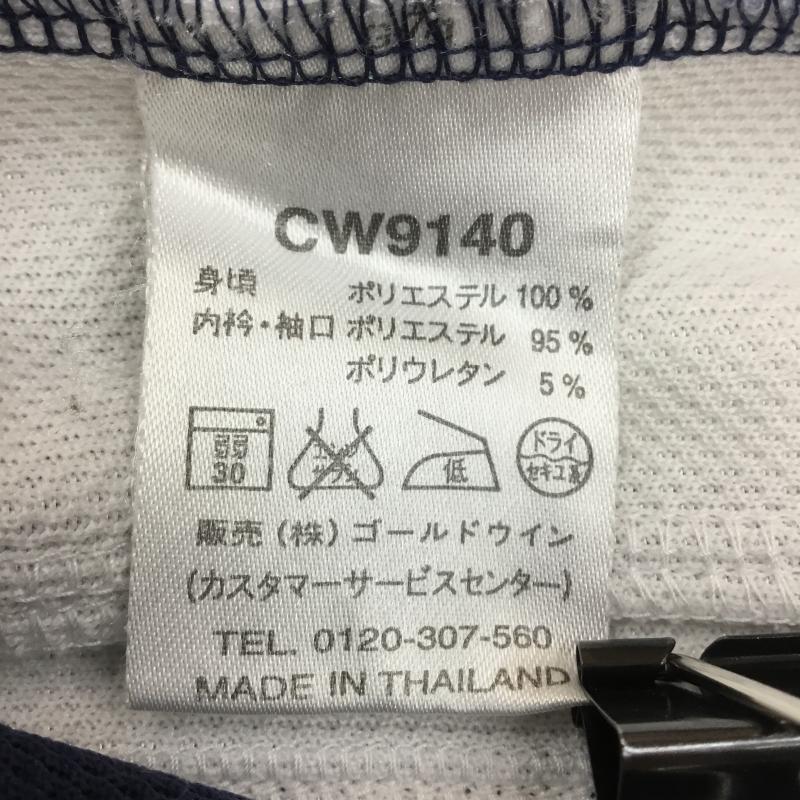 CW9140
身頃 ポリエステル 100%
内衿・袖口 ポリエステル 95%
ポリウレタン 5%
弱 30 低 ドライ セキユ系
販売(株)ゴールドウイン
(カスタマーサービスセンター)
TEL. 0120-307-560
MADE IN THAILAND